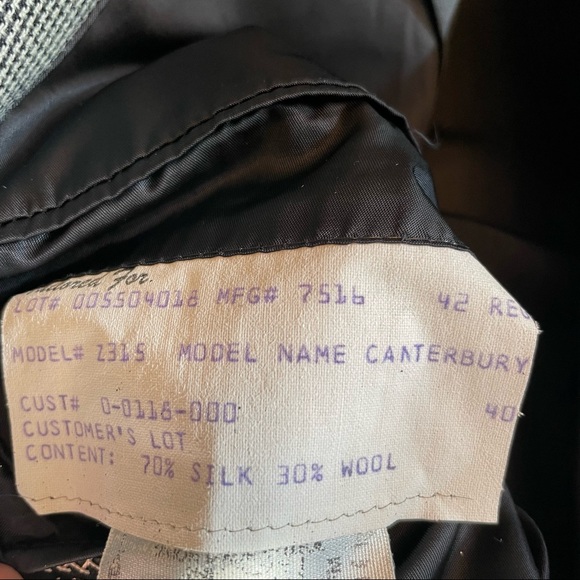 For.
LOT# 005504018 MFG# 7516 42 REG
MODEL# Z315 MODEL NAME CANTERBURY
CUST# 0-0118-000 40
CUSTOMER'S LOT
CONTENT: 70% SILK 30% WOOL